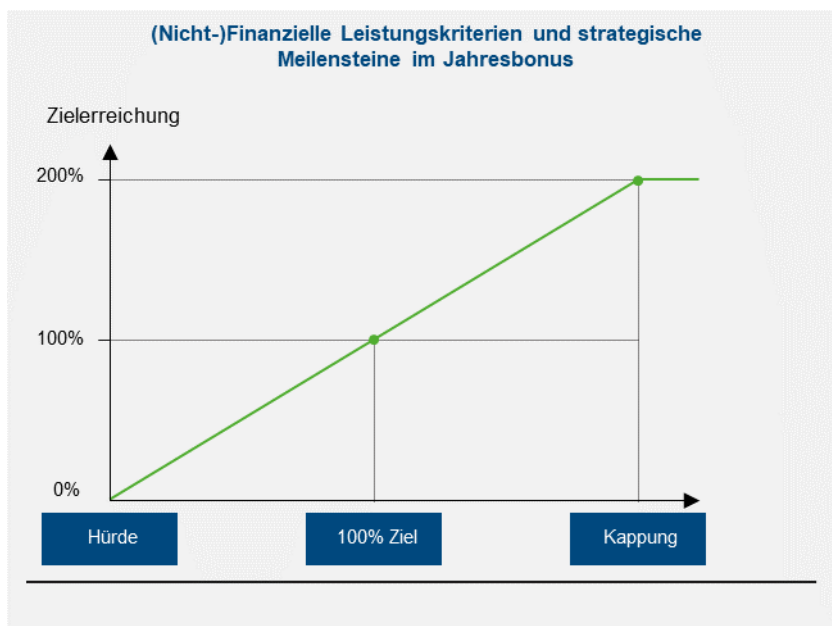 (Nicht-)Finanzielle Leistungskriterien und strategische
Meilensteine im Jahresbonus
Zielerreichung
200%
100%
0%
Hürde
100% Ziel
Kappung